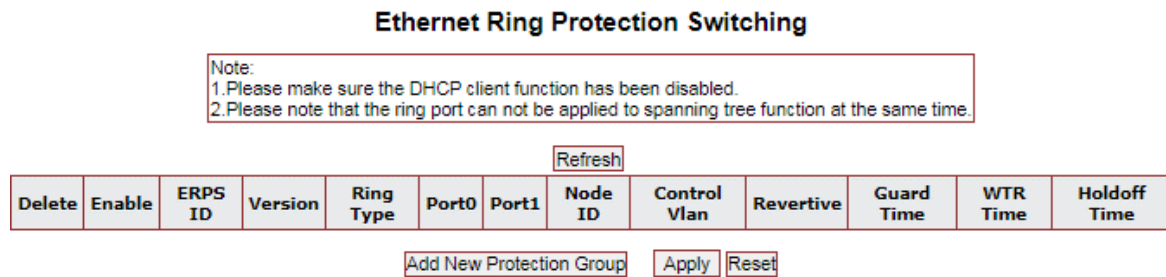 Ethernet Ring Protection Switching
Note:
1.Please make sure the DHCP client function has been disabled.
2.Please note that the ring port can not be applied to spanning tree function at the same time.
Refresh
Delete Enable ERPS ID Version Ring Type Port0 Port1 Node ID Control Vlan Revertive Guard Time WTR Time Holdoff Time
Add New Protection Group Apply Reset